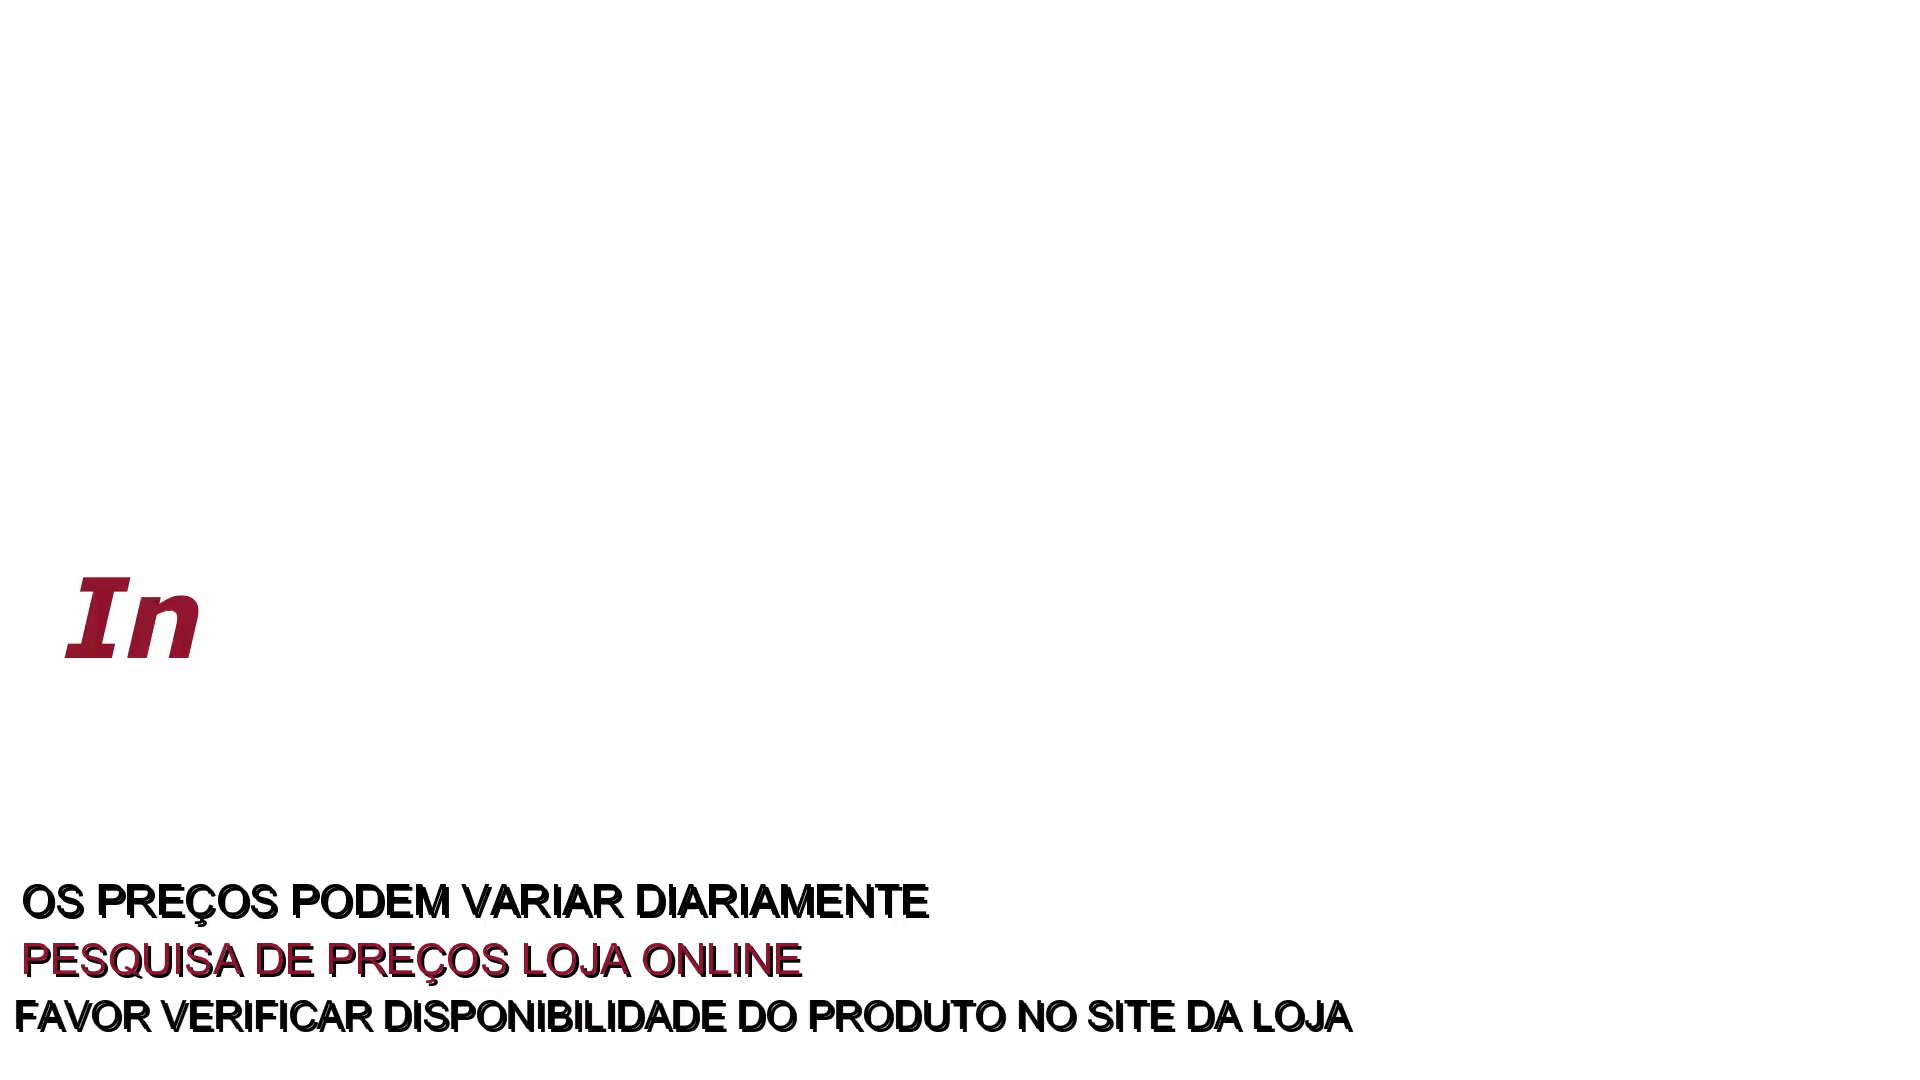 In
OS PREÇOS PODEM VARIAR DIARIAMENTE
PESQUISA DE PREÇOS LOJA ONLINE
FAVOR VERIFICAR DISPONIBILIDADE DO PRODUTO NO SITE DA LOJA